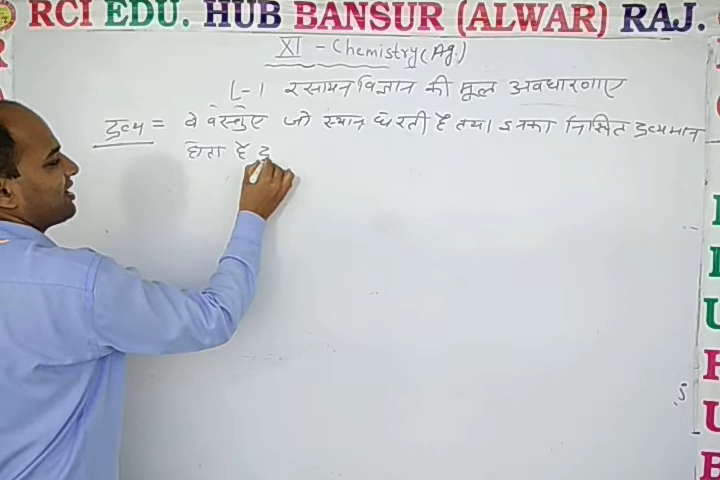 RCI EDU. HUB BANSUR (ALWAR) RAJ.
XI - Chemistry (Ag.)
L-1 रसायन विज्ञान की मूल अवधारणाए
द्रव्य = वे वस्तुए जो स्थान घेरती है तथा इनका निश्चित द्रव्यमान
होता है द्र